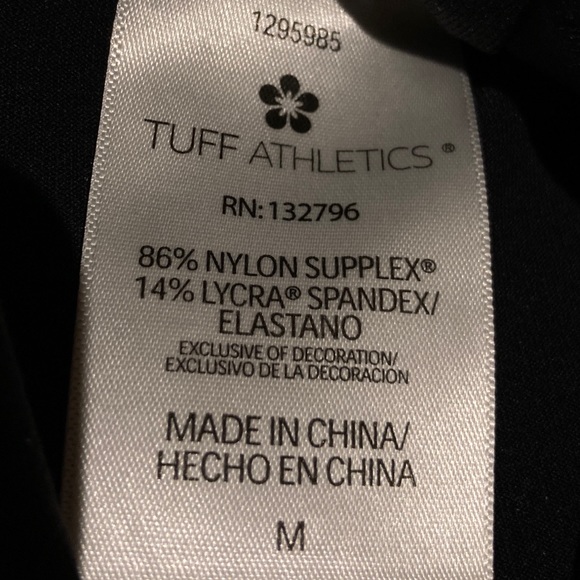 1295985
TUFF ATHLETICS®
RN: 132796
86% NYLON SUPPLEX®
14% LYCRA® SPANDEX/
ELASTANO
EXCLUSIVE OF DECORATION/
EXCLUSIVO DE LA DECORACION
MADE IN CHINA/
HECHO EN CHINA
M